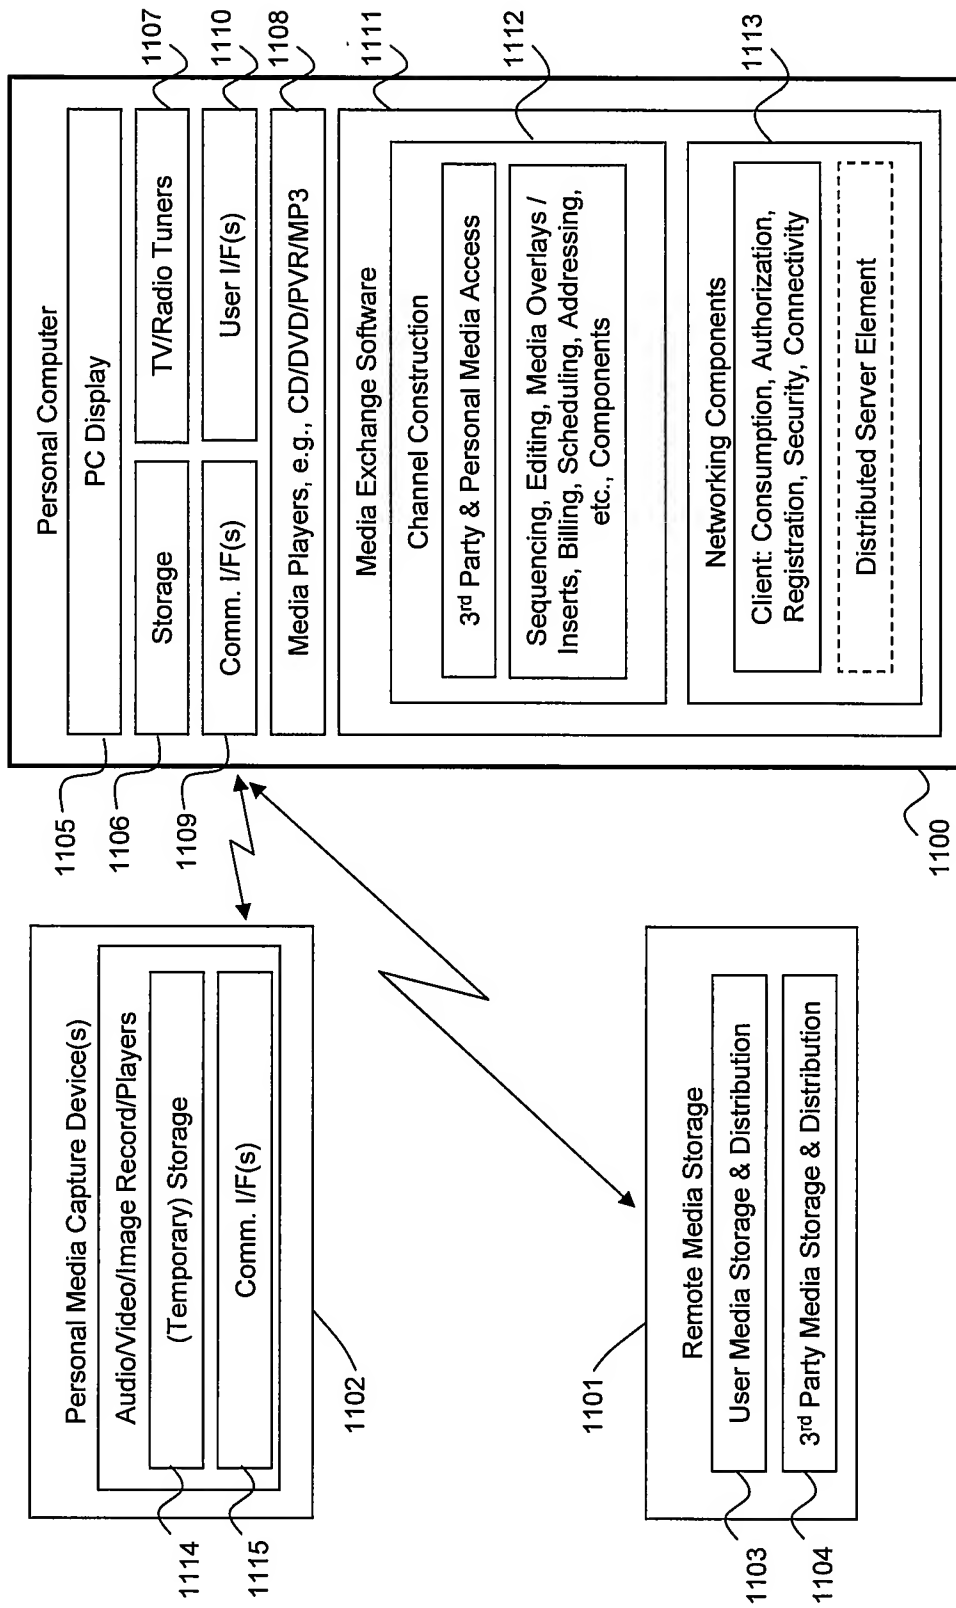 Personal Media Capture Device(s)
Audio/Video/Image Record/Players
(Temporary) Storage
Comm. I/F(s)
1114
1115
1102
1101
Remote Media Storage
User Media Storage & Distribution
3rd Party Media Storage & Distribution
1103
1104
Personal Computer
PC Display
Storage
TV/Radio Tuners
Comm. I/F(s)
User I/F(s)
Media Players, e.g., CD/DVD/PVR/MP3
Media Exchange Software
Channel Construction
3rd Party & Personal Media Access
Sequencing, Editing, Media Overlays /
Inserts, Billing, Scheduling, Addressing,
etc., Components
Networking Components
Client: Consumption, Authorization,
Registration, Security, Connectivity
Distributed Server Element
1105
1106
1109
1100
1107
1110
1108
1111
1112
1113